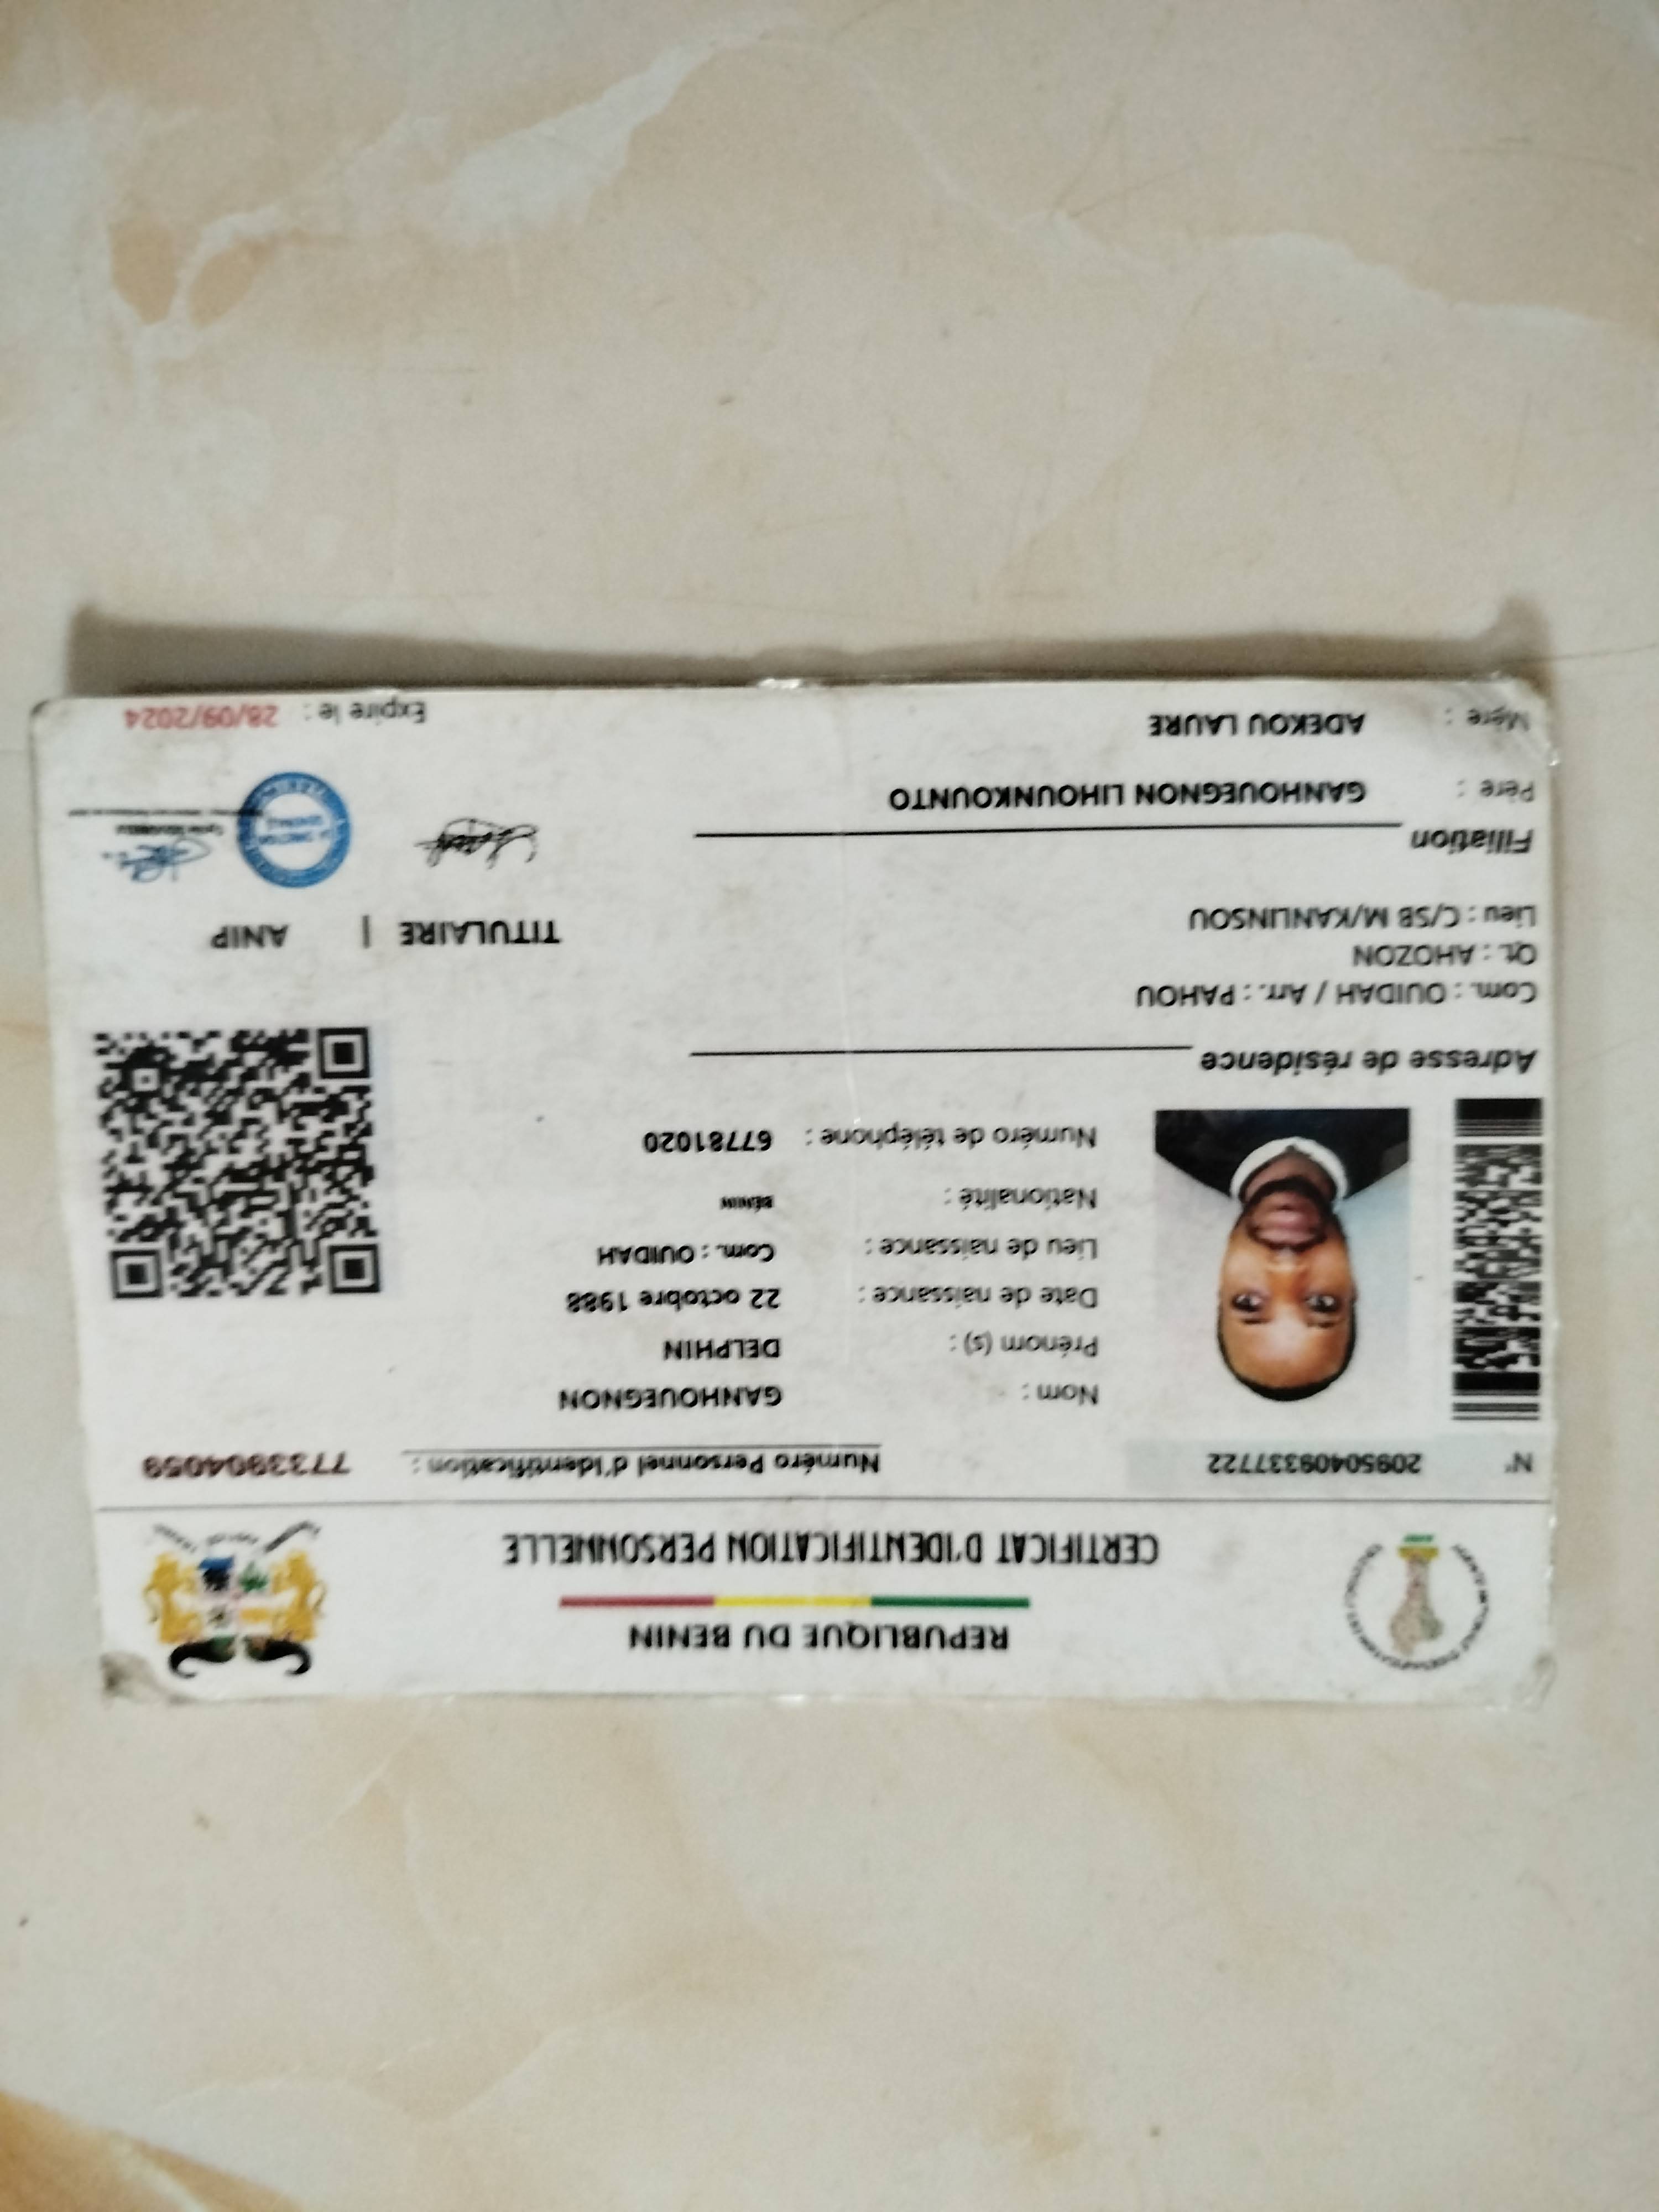 REPUBLIQUE DU BENIN
CERTIFICAT D'IDENTIFICATION PERSONNELLE
N° 20950409337722
Numéro Personnel d'Identification : 7733904059
Nom : GANHOUEGNON
Prénom (s) : DELPHIN
Date de naissance : 22 octobre 1988
Lieu de naissance : Com. : OUIDAH
Nationalité : BÉNIN
Numéro de téléphone : 67781020
Adresse de résidence
Com. : OUIDAH / Arr. : PAHOU
Qt. : AHOZON
Lieu : C/SB M/KANLINSOU
TITULAIRE | ANIP
Filiation
Père : GANHOUEGNON LIHOUNKOUNTO
Mère : ADEKOU LAURE
Expire le : 28/09/2024